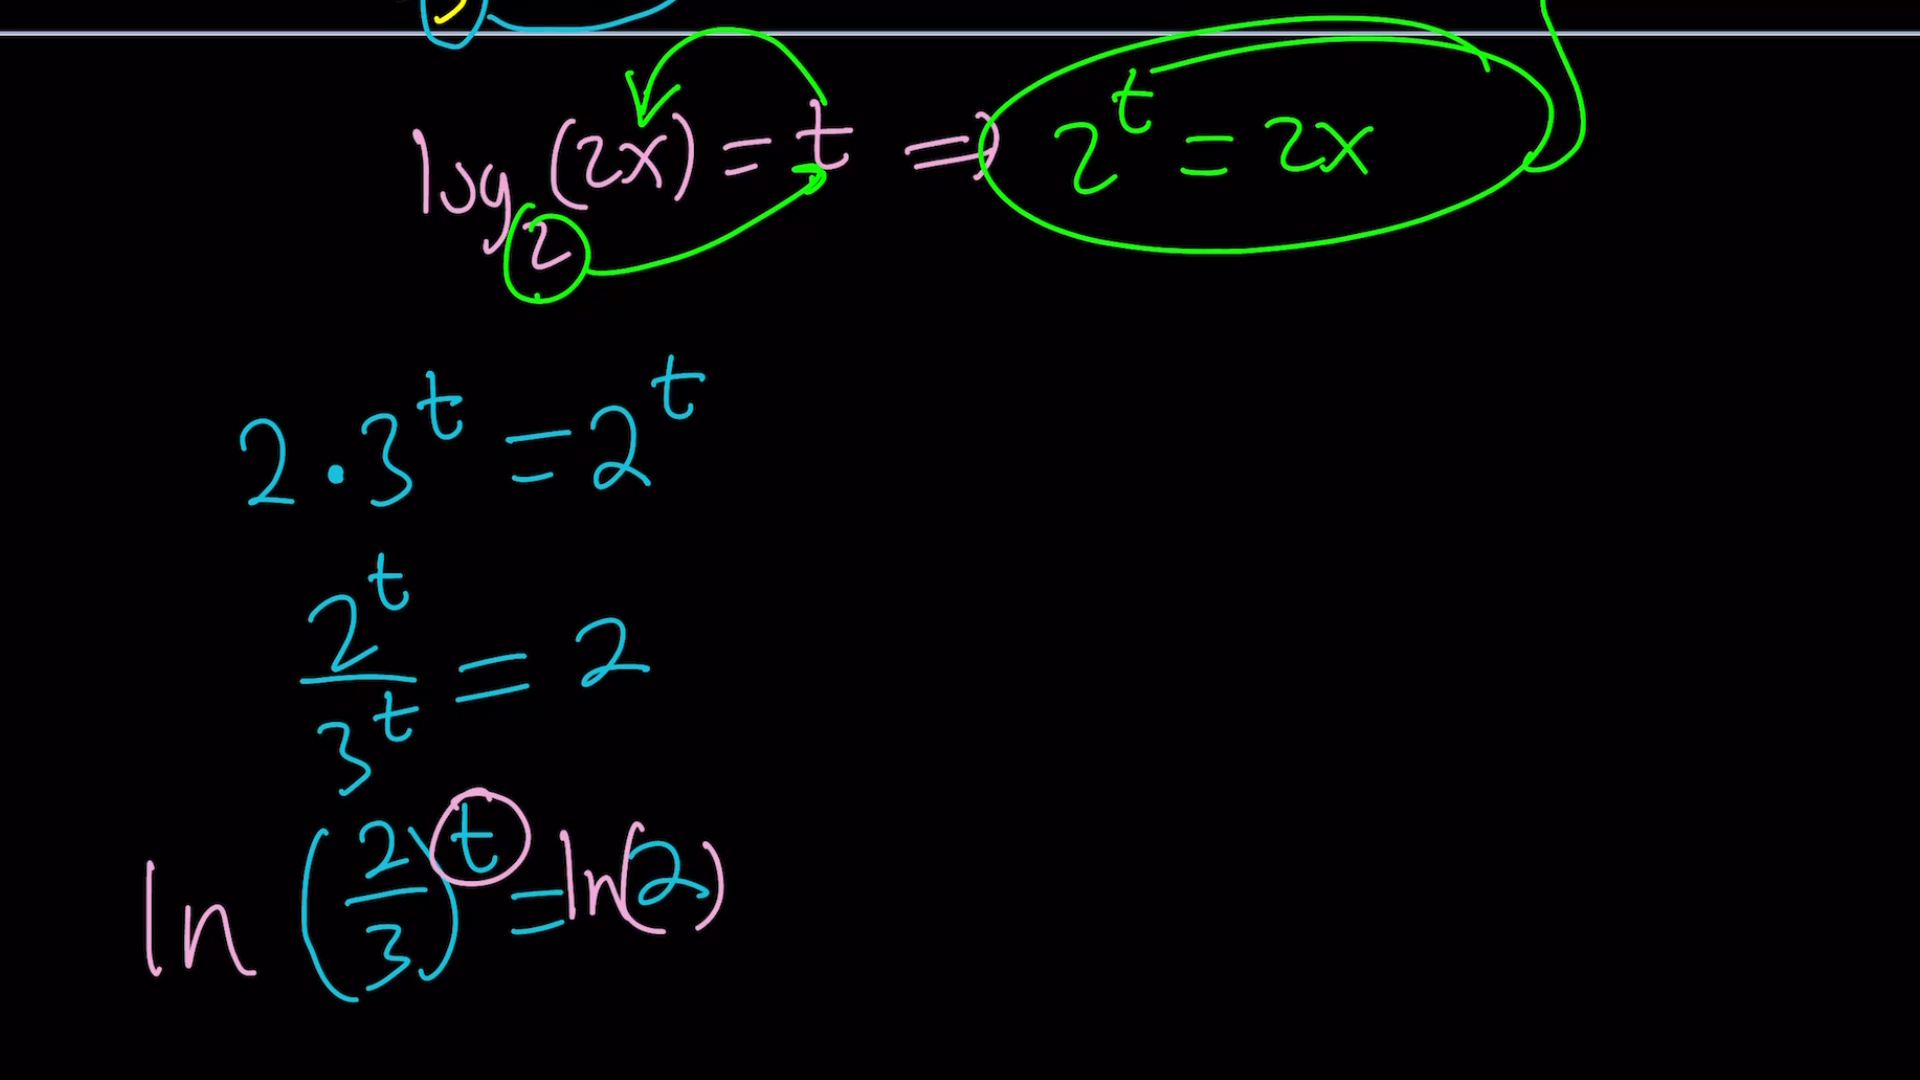 log₂(2x) = t ⇒ 2ᵗ = 2x
2 · 3ᵗ = 2ᵗ
2ᵗ/3ᵗ = 2
ln (2/3)ᵗ = ln(2)